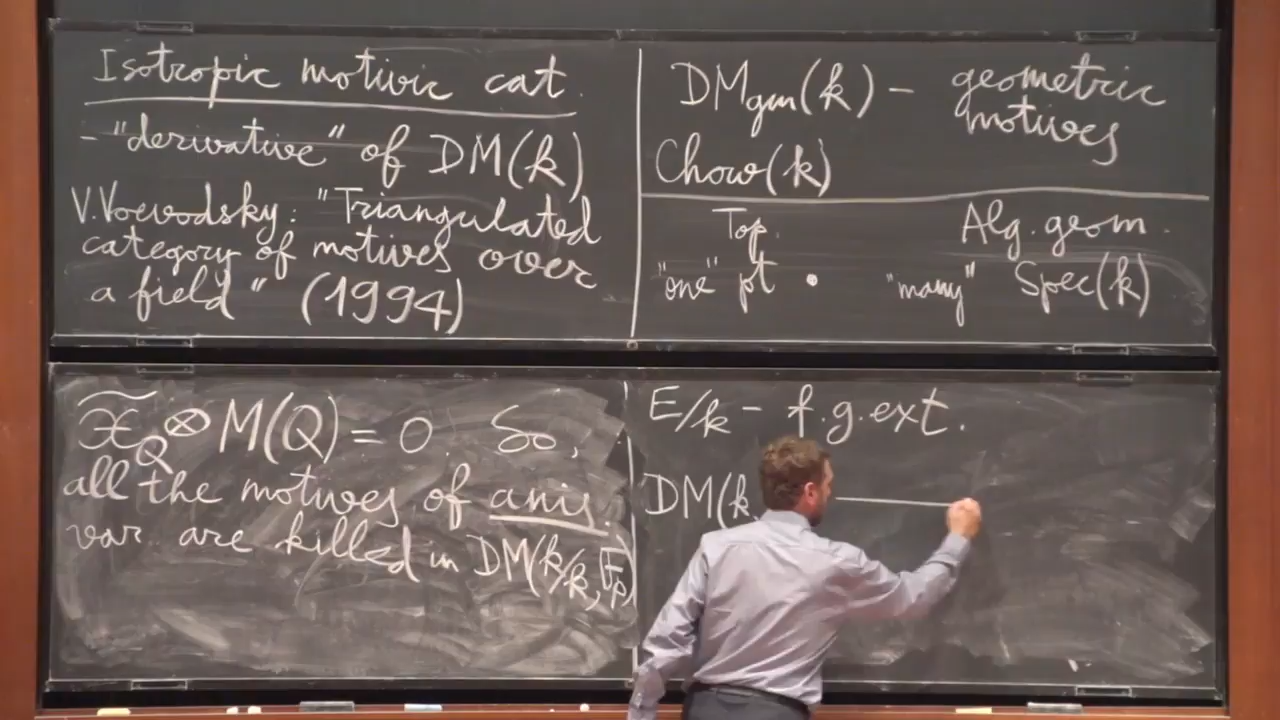 Isotropic motivic cat.
- "derivative" of DM(k)
V. Voevodsky: "Triangulated
category of motives over
a field" (1994)
DMgm(k) - geometric
motives
Chow(k)
Top. Alg. geom.
"one" pt • "many" Spec(k)
𝒳̃_Q ⊗ M(Q) = 0. So,
all the motives of anis.
var. are killed in DM(k/k, F_p)
E/k - f.g. ext.
DM(k